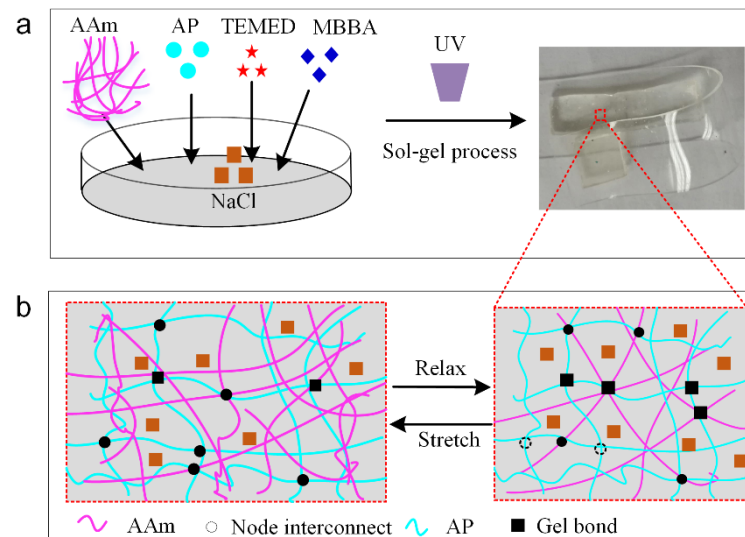 a
AAm
AP
TEMED
MBBA
NaCl
UV
Sol-gel process
b
Relax
Stretch
AAm
Node interconnect
AP
Gel bond